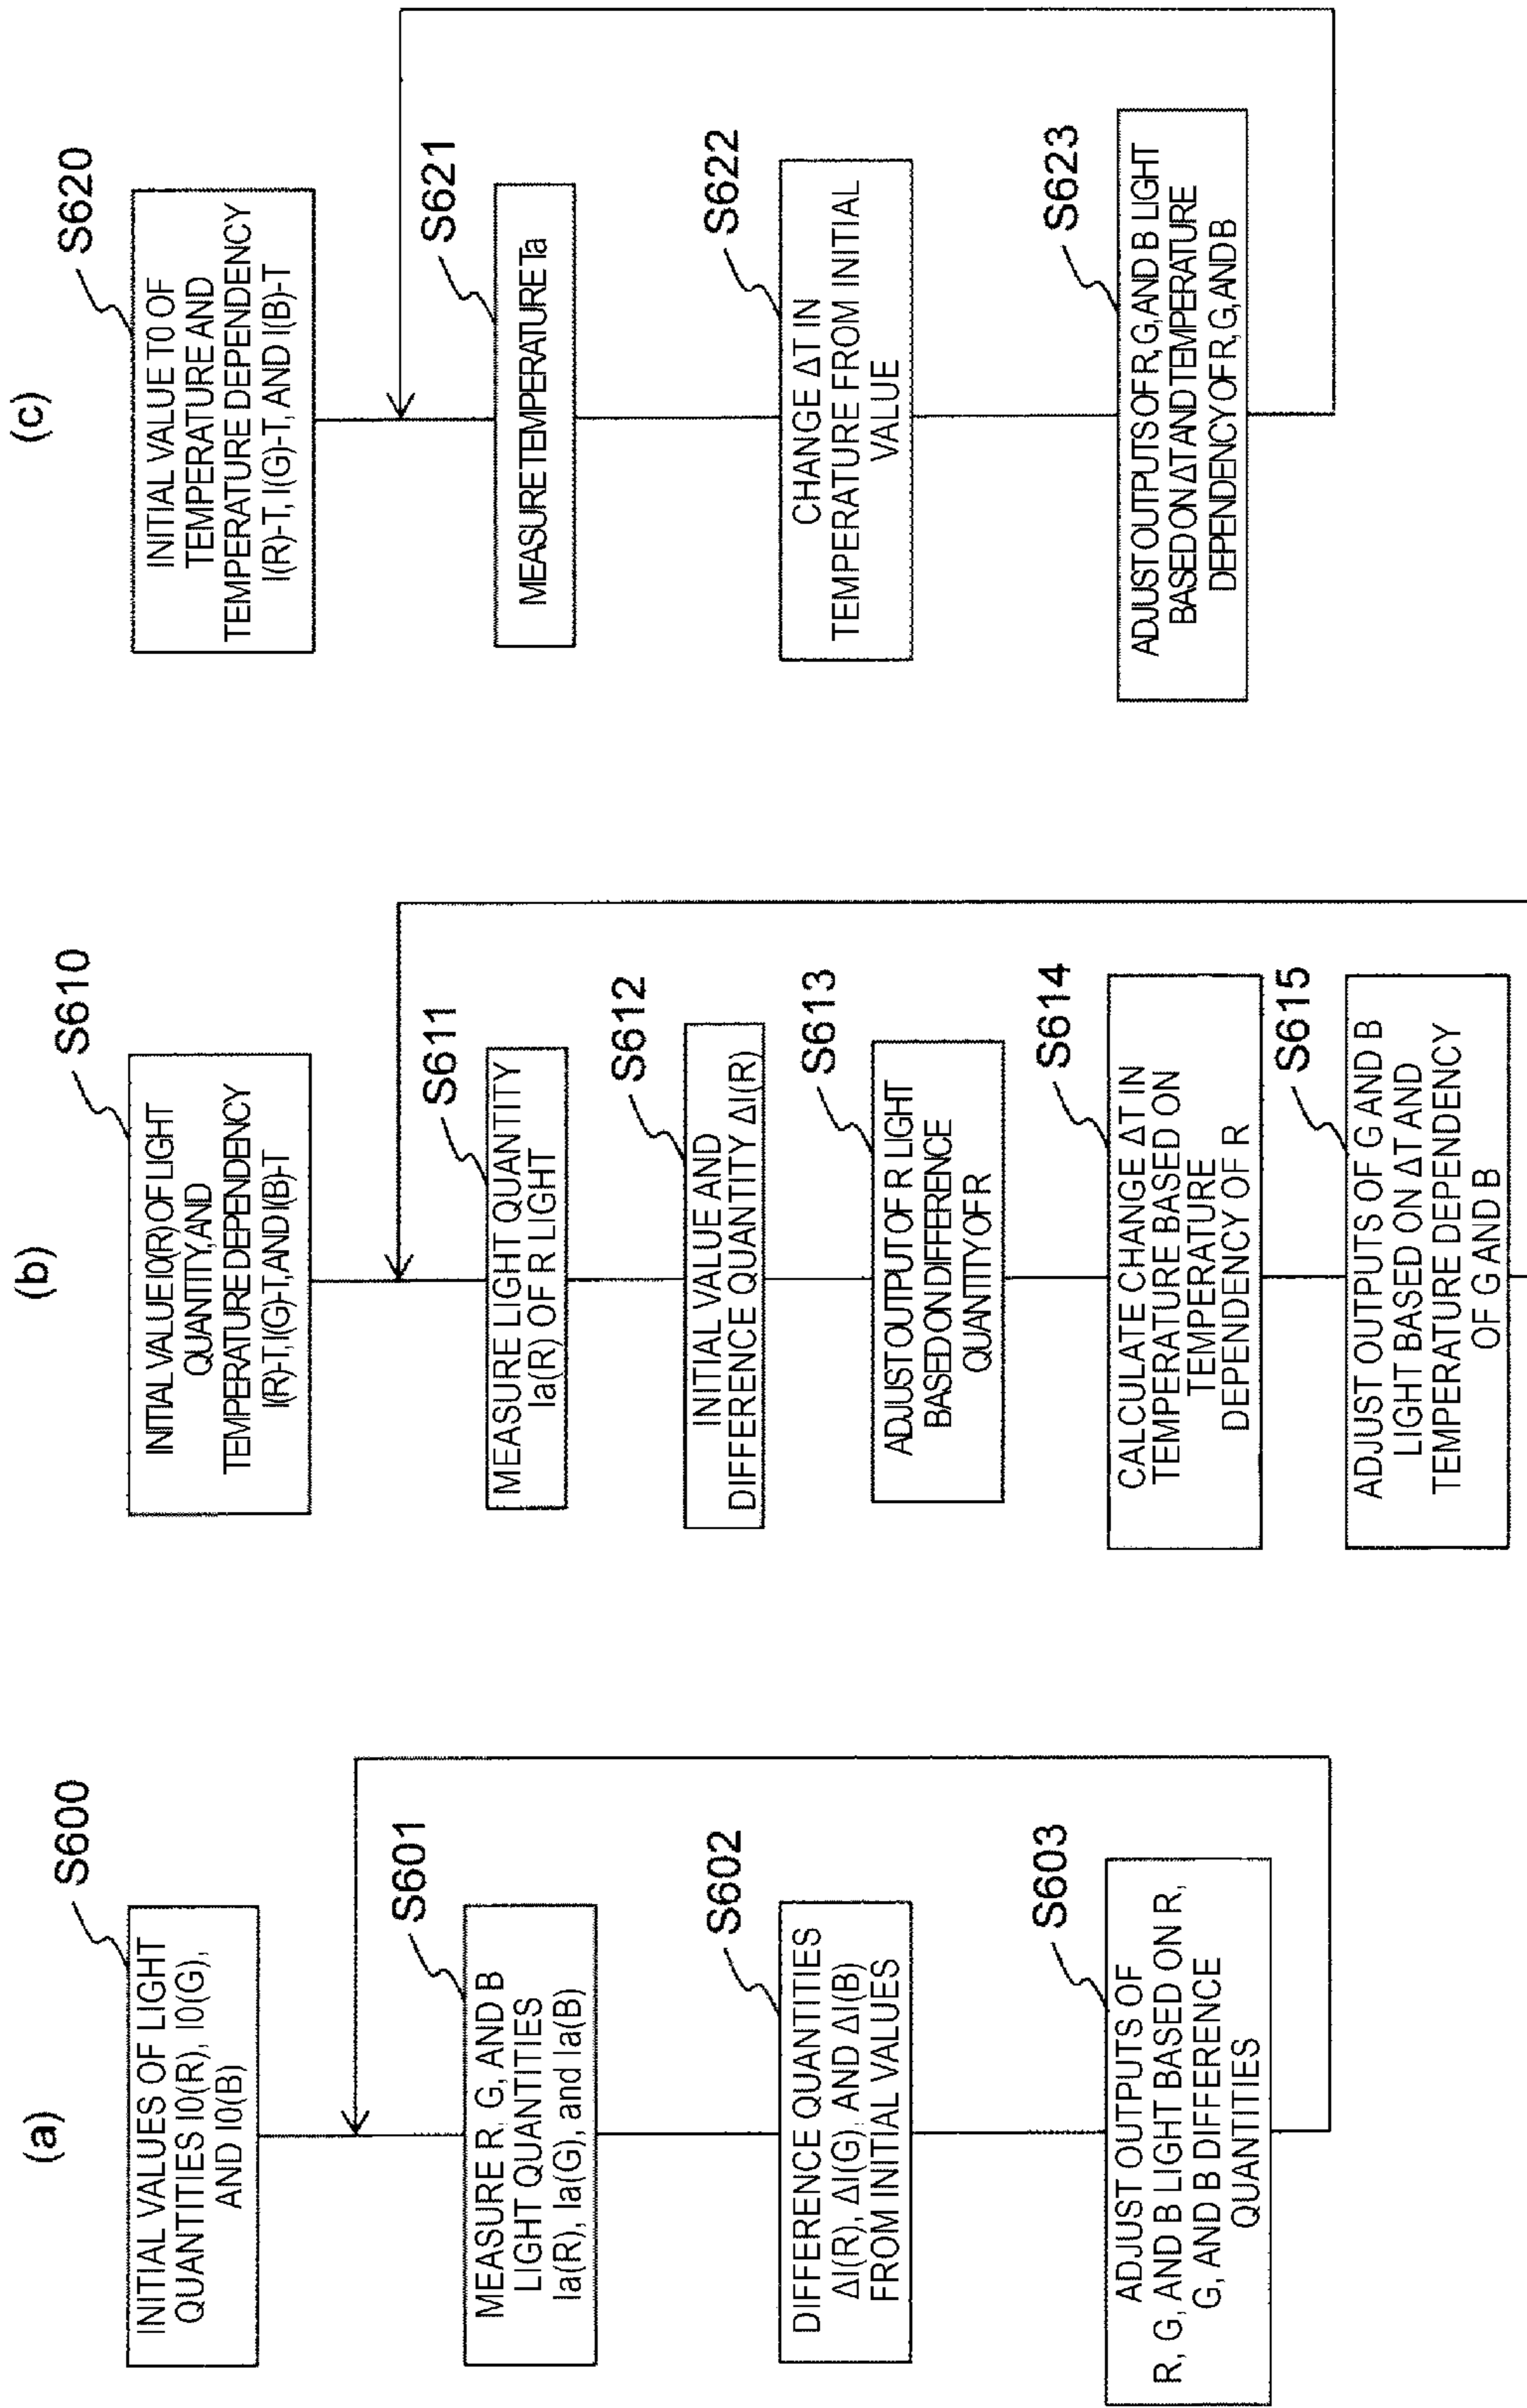 (a)
S600
INITIAL VALUES OF LIGHT
QUANTITIES I0(R), I0(G),
AND I0(B)
S601
MEASURE R, G, AND B
LIGHT QUANTITIES
Ia(R), Ia(G), and Ia(B)
S602
DIFFERENCE QUANTITIES
ΔI(R), ΔI(G), AND ΔI(B)
FROM INITIAL VALUES
S603
ADJUST OUTPUTS OF
R, G, AND B LIGHT BASED ON R,
G, AND B DIFFERENCE
QUANTITIES
(b)
S610
INITIAL VALUE I0(R) OF LIGHT
QUANTITY, AND
TEMPERATURE DEPENDENCY
I(R)-T, I(G)-T, AND I(B)-T
S611
MEASURE LIGHT QUANTITY
Ia(R) OF R LIGHT
S612
INITIAL VALUE AND
DIFFERENCE QUANTITY ΔI(R)
S613
ADJUST OUTPUT OF R LIGHT
BASED ON DIFFERENCE
QUANTITY OF R
S614
CALCULATE CHANGE ΔT IN
TEMPERATURE BASED ON
TEMPERATURE
DEPENDENCY OF R
S615
ADJUST OUTPUTS OF G AND B
LIGHT BASED ON ΔT AND
TEMPERATURE DEPENDENCY
OF G AND B
(c)
S620
INITIAL VALUE T0 OF
TEMPERATURE AND
TEMPERATURE DEPENDENCY
I(R)-T, I(G)-T, AND I(B)-T
S621
MEASURE TEMPERATURE Ta
S622
CHANGE ΔT IN
TEMPERATURE FROM INITIAL
VALUE
S623
ADJUST OUTPUTS OF R, G, AND B LIGHT
BASED ON ΔT AND TEMPERATURE
DEPENDENCY OF R, G, AND B